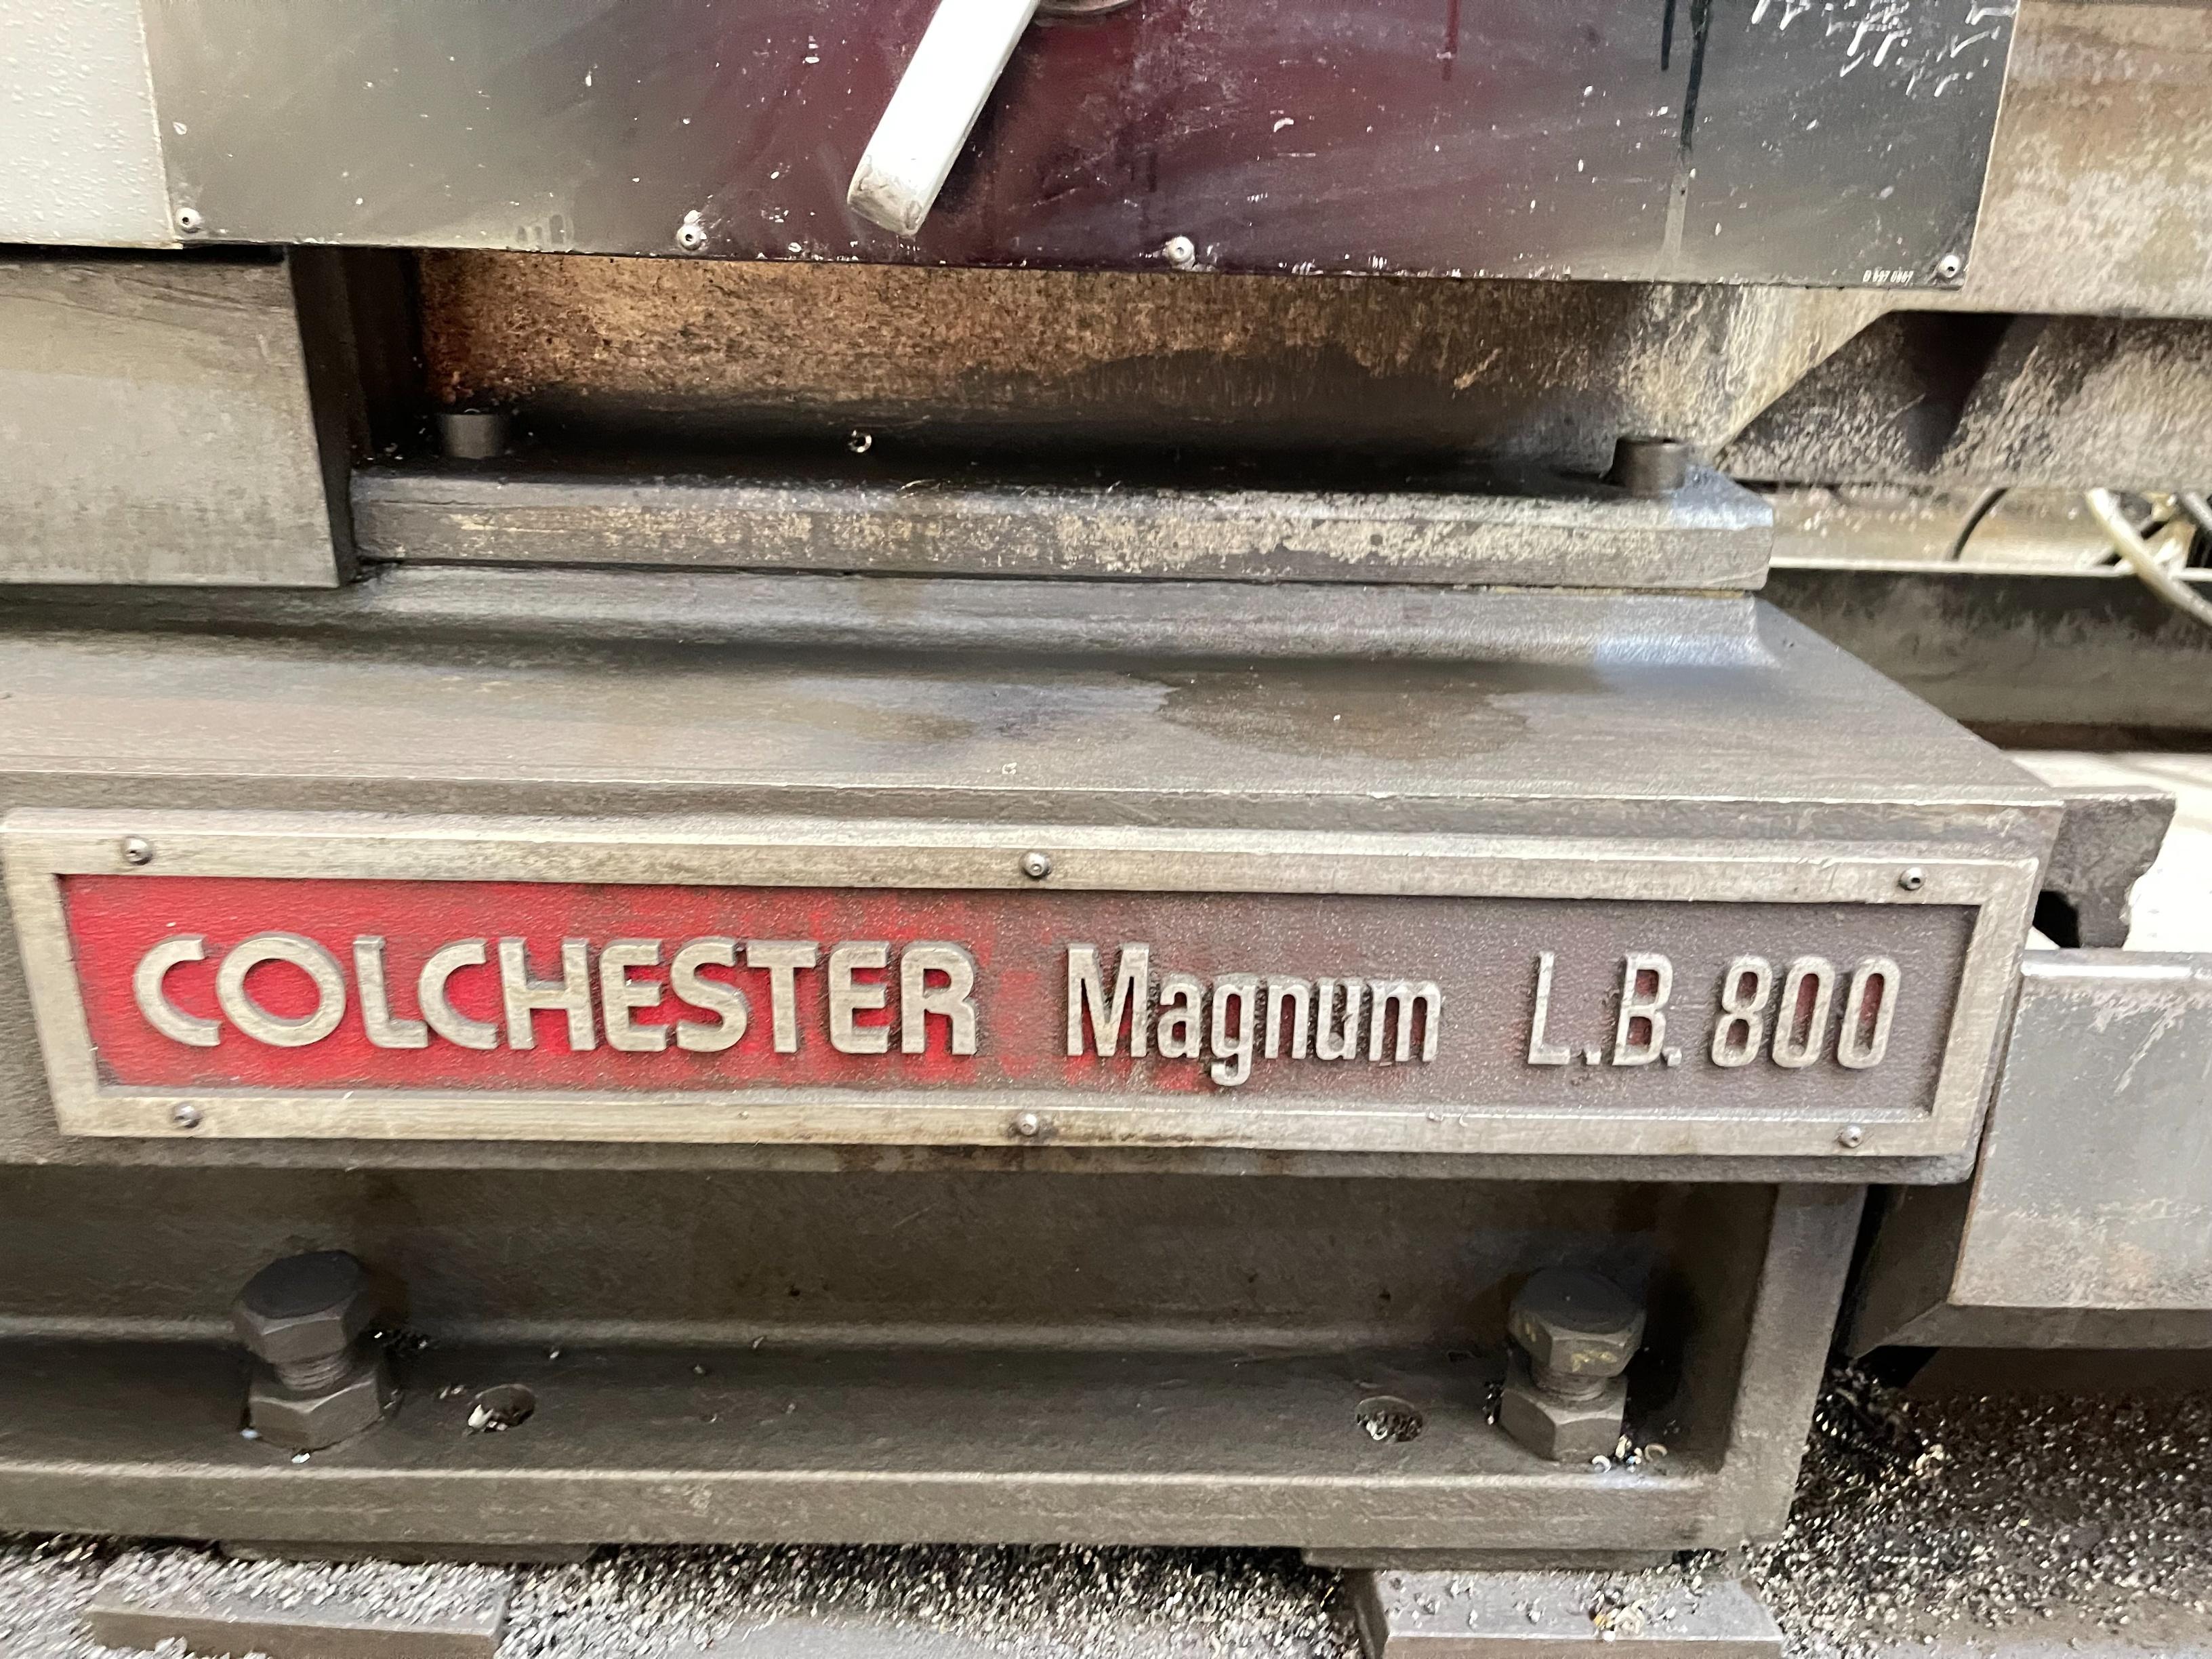 COLCHESTER Magnum L.B. 800